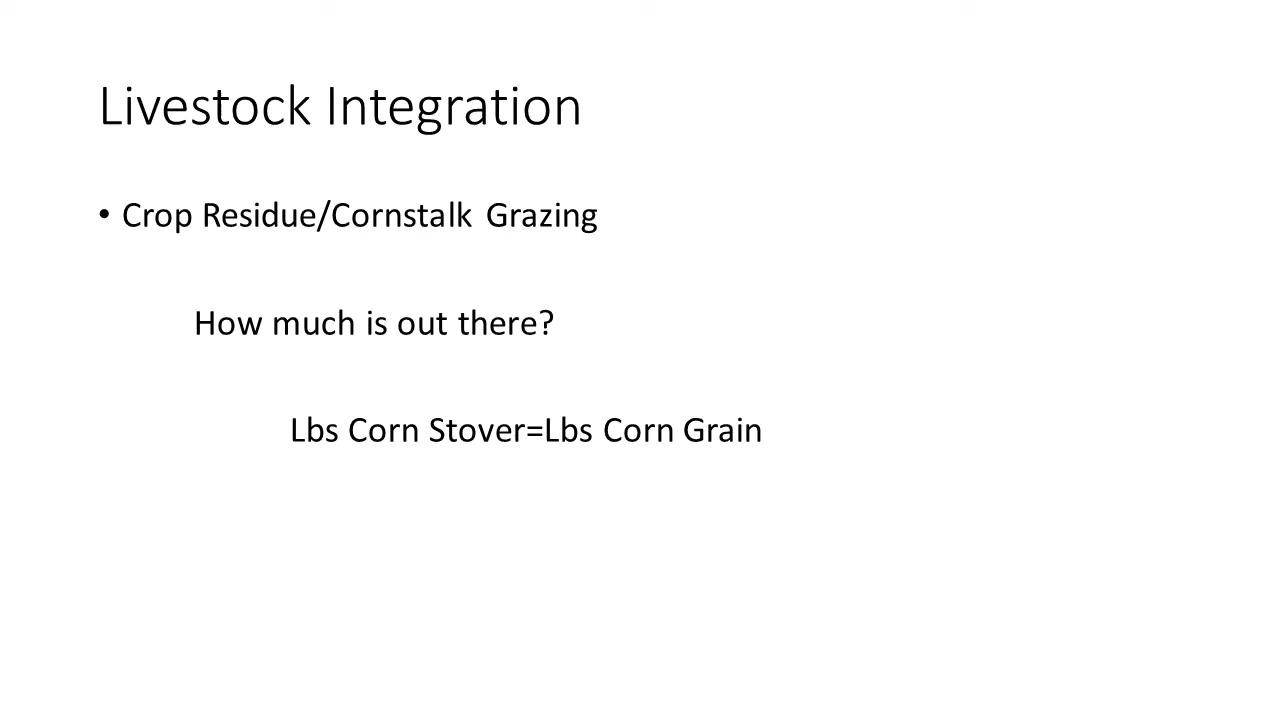 Livestock Integration
• Crop Residue/Cornstalk Grazing
How much is out there?
Lbs Corn Stover=Lbs Corn Grain